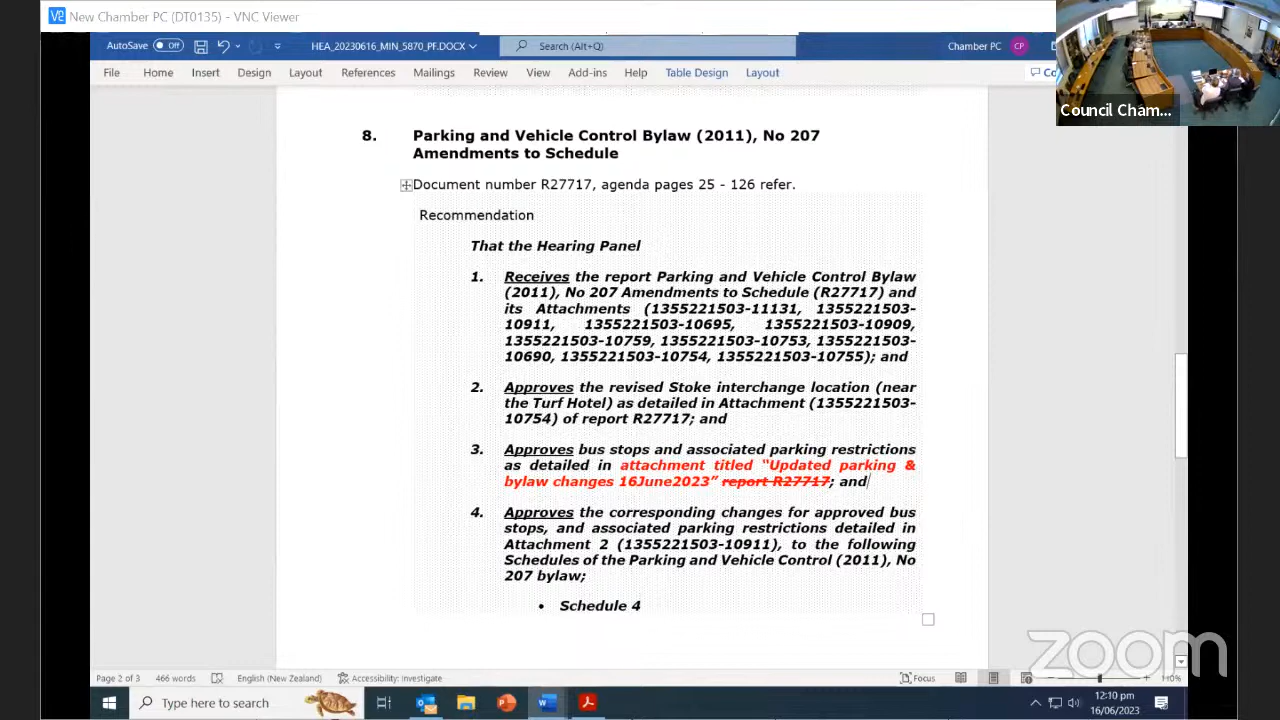 New Chamber PC (DT0135) - VNC Viewer
AutoSave Off HEA_20230616_MIN_5870_PF.DOCX Search (Alt+Q) Chamber PC CP
File Home Insert Design Layout References Mailings Review View Add-ins Help Table Design Layout Co
Council Cham...
8. Parking and Vehicle Control Bylaw (2011), No 207
Amendments to Schedule
Document number R27717, agenda pages 25 - 126 refer.
Recommendation
That the Hearing Panel
1. Receives the report Parking and Vehicle Control Bylaw
(2011), No 207 Amendments to Schedule (R27717) and
its Attachments (1355221503-11131, 1355221503-
10911, 1355221503-10695, 1355221503-10909,
1355221503-10759, 1355221503-10753, 1355221503-
10690, 1355221503-10754, 1355221503-10755); and
2. Approves the revised Stoke interchange location (near
the Turf Hotel) as detailed in Attachment (1355221503-
10754) of report R27717; and
3. Approves bus stops and associated parking restrictions
as detailed in attachment titled “Updated parking &
bylaw changes 16June2023” report R27717; and
4. Approves the corresponding changes for approved bus
stops, and associated parking restrictions detailed in
Attachment 2 (1355221503-10911), to the following
Schedules of the Parking and Vehicle Control (2011), No
207 bylaw;
• Schedule 4
zoom
Page 2 of 3 466 words English (New Zealand) Accessibility: Investigate Focus 110%
Type here to search 12:10 pm
16/06/2023